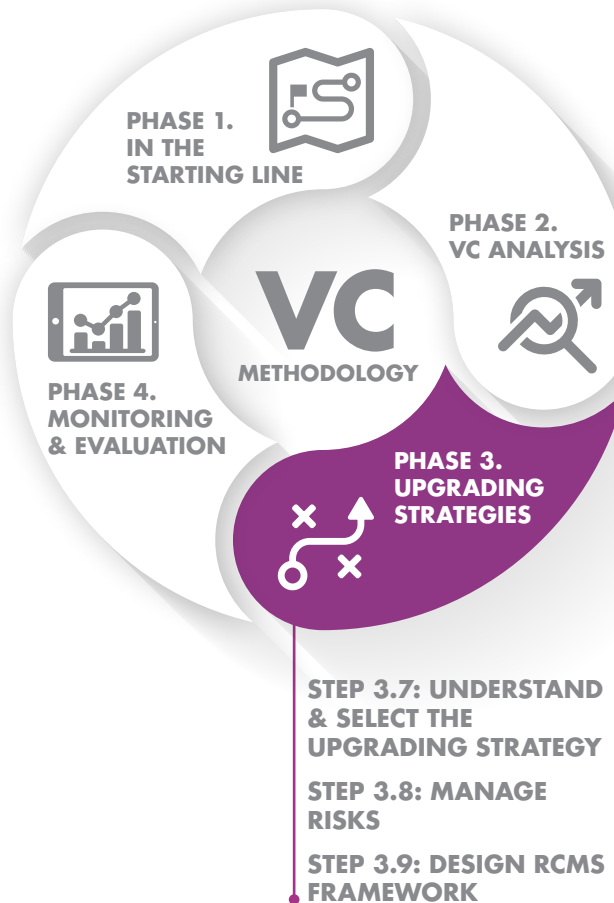 PHASE 1.
IN THE
STARTING LINE
PHASE 2.
VC ANALYSIS
VC
METHODOLOGY
PHASE 4.
MONITORING
& EVALUATION
PHASE 3.
UPGRADING
STRATEGIES
STEP 3.7: UNDERSTAND
& SELECT THE
UPGRADING STRATEGY
STEP 3.8: MANAGE
RISKS
STEP 3.9: DESIGN RCMS
FRAMEWORK